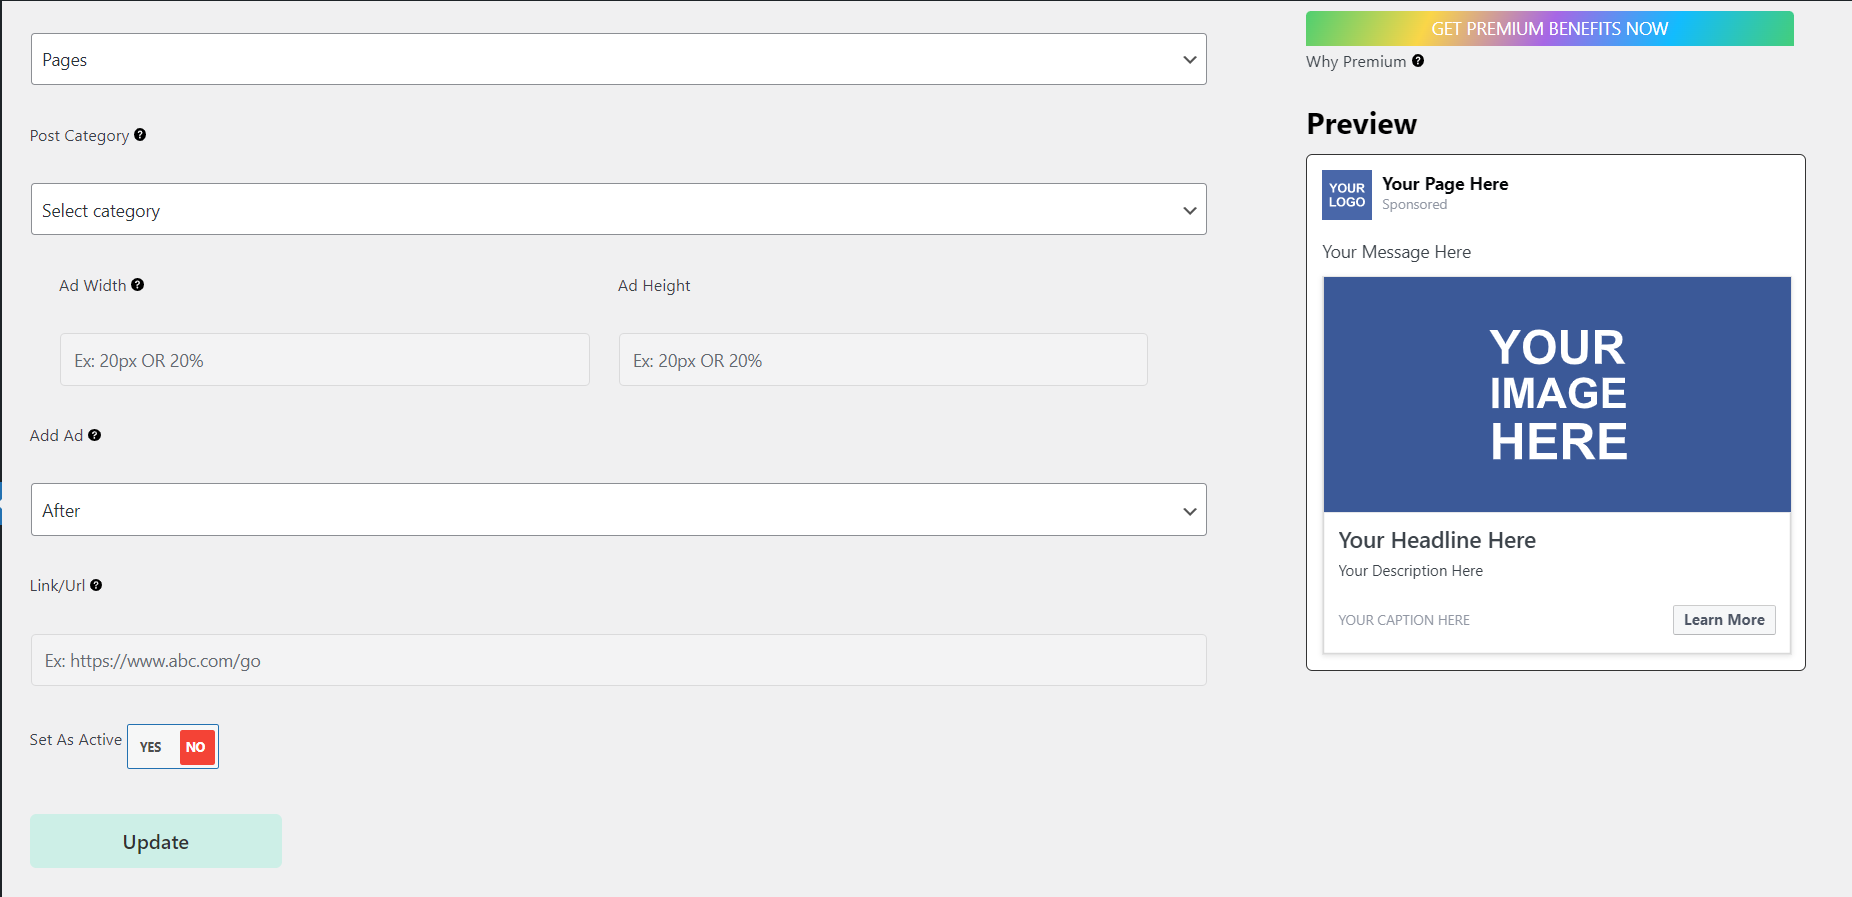 Pages
Post Category ?
Select category
Ad Width ?
Ad Height
Ex: 20px OR 20%
Ex: 20px OR 20%
Add Ad ?
After
Link/Url ?
Ex: https://www.abc.com/go
Set As Active YES NO
Update
GET PREMIUM BENEFITS NOW
Why Premium ?
Preview
YOUR
LOGO
Your Page Here
Sponsored
Your Message Here
YOUR
IMAGE
HERE
Your Headline Here
Your Description Here
YOUR CAPTION HERE
Learn More